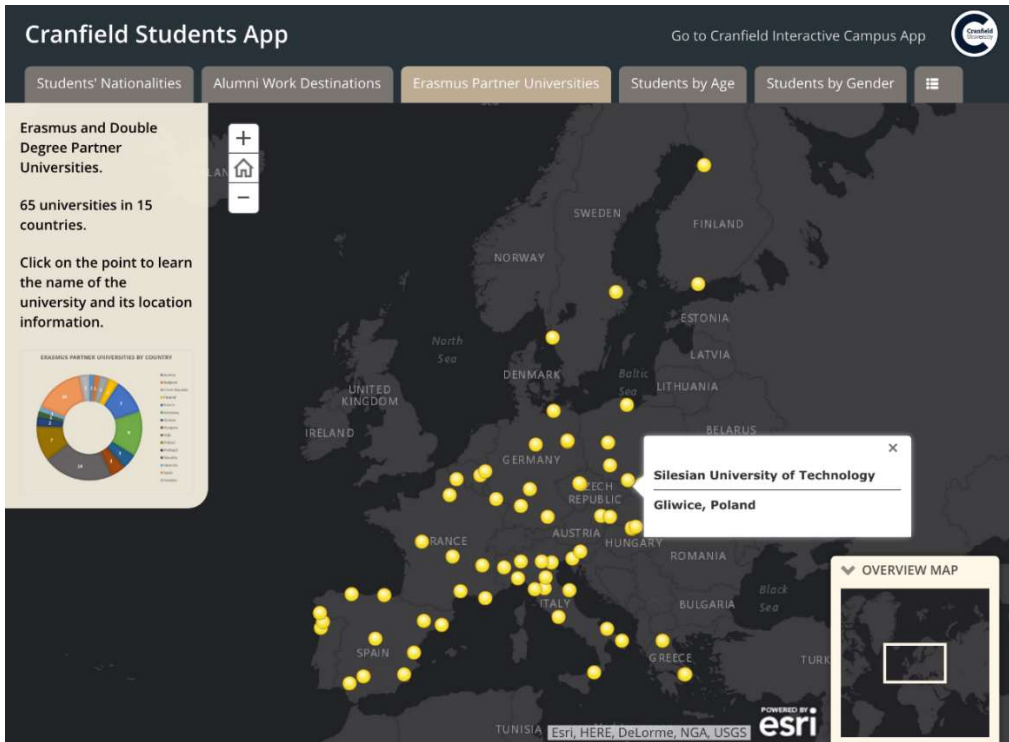 Cranfield Students App
Go to Cranfield Interactive Campus App
Cranfield
University
Students' Nationalities
Alumni Work Destinations
Erasmus Partner Universities
Students by Age
Students by Gender
Erasmus and Double
Degree Partner
Universities.
65 universities in 15
countries.
Click on the point to learn
the name of the
university and its location
information.
ERASMUS PARTNER UNIVERSITIES BY COUNTRY
+
−
SWEDEN
FINLAND
NORWAY
ESTONIA
North
Sea
LATVIA
DENMARK
Baltic
Sea
LITHUANIA
UNITED
KINGDOM
IRELAND
BELARUS
GERMANY
×
Silesian University of Technology
Gliwice, Poland
CZECH
REPUBLIC
AUSTRIA
HUNGARY
FRANCE
ROMANIA
OVERVIEW MAP
Black
Sea
ITALY
BULGARIA
SPAIN
GREECE
TURK
TUNISIA
Esri, HERE, DeLorme, NGA, USGS
POWERED BY
esri